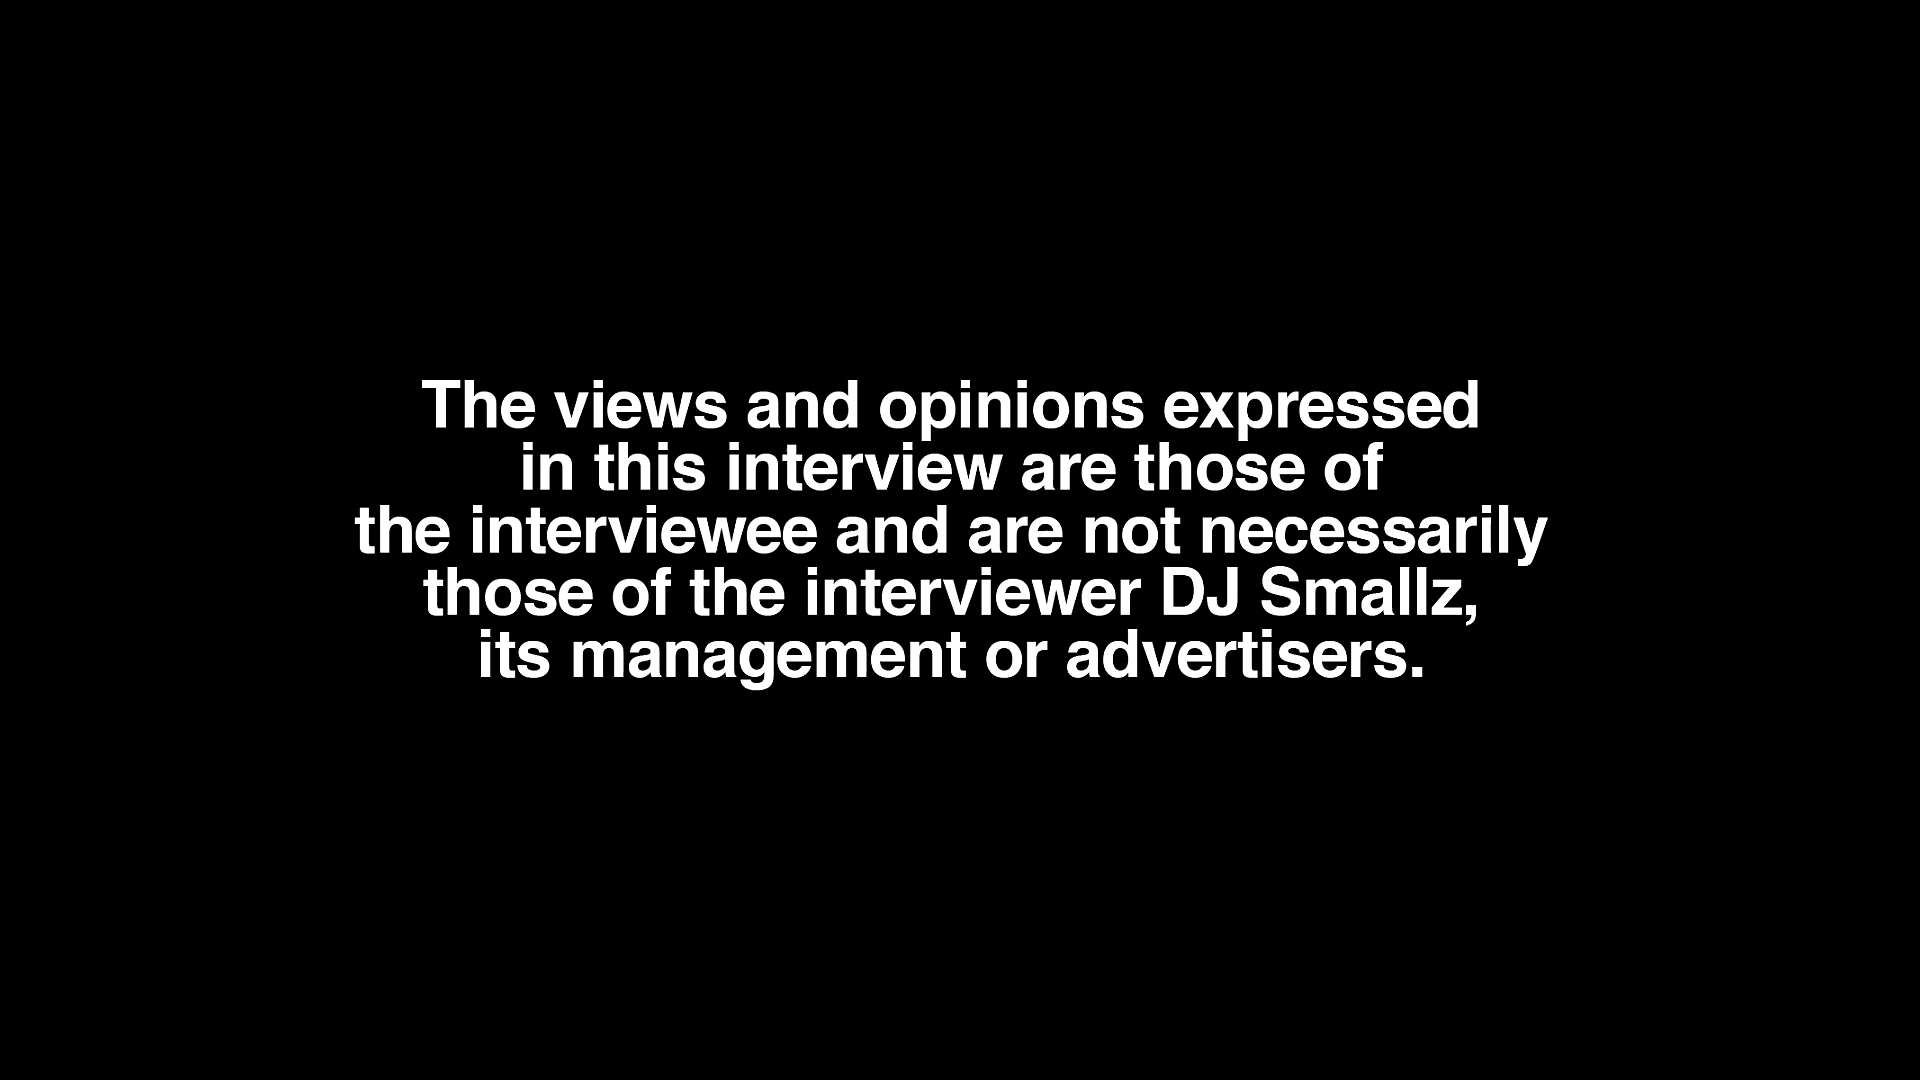 The views and opinions expressed
in this interview are those of
the interviewee and are not necessarily
those of the interviewer DJ Smallz,
its management or advertisers.